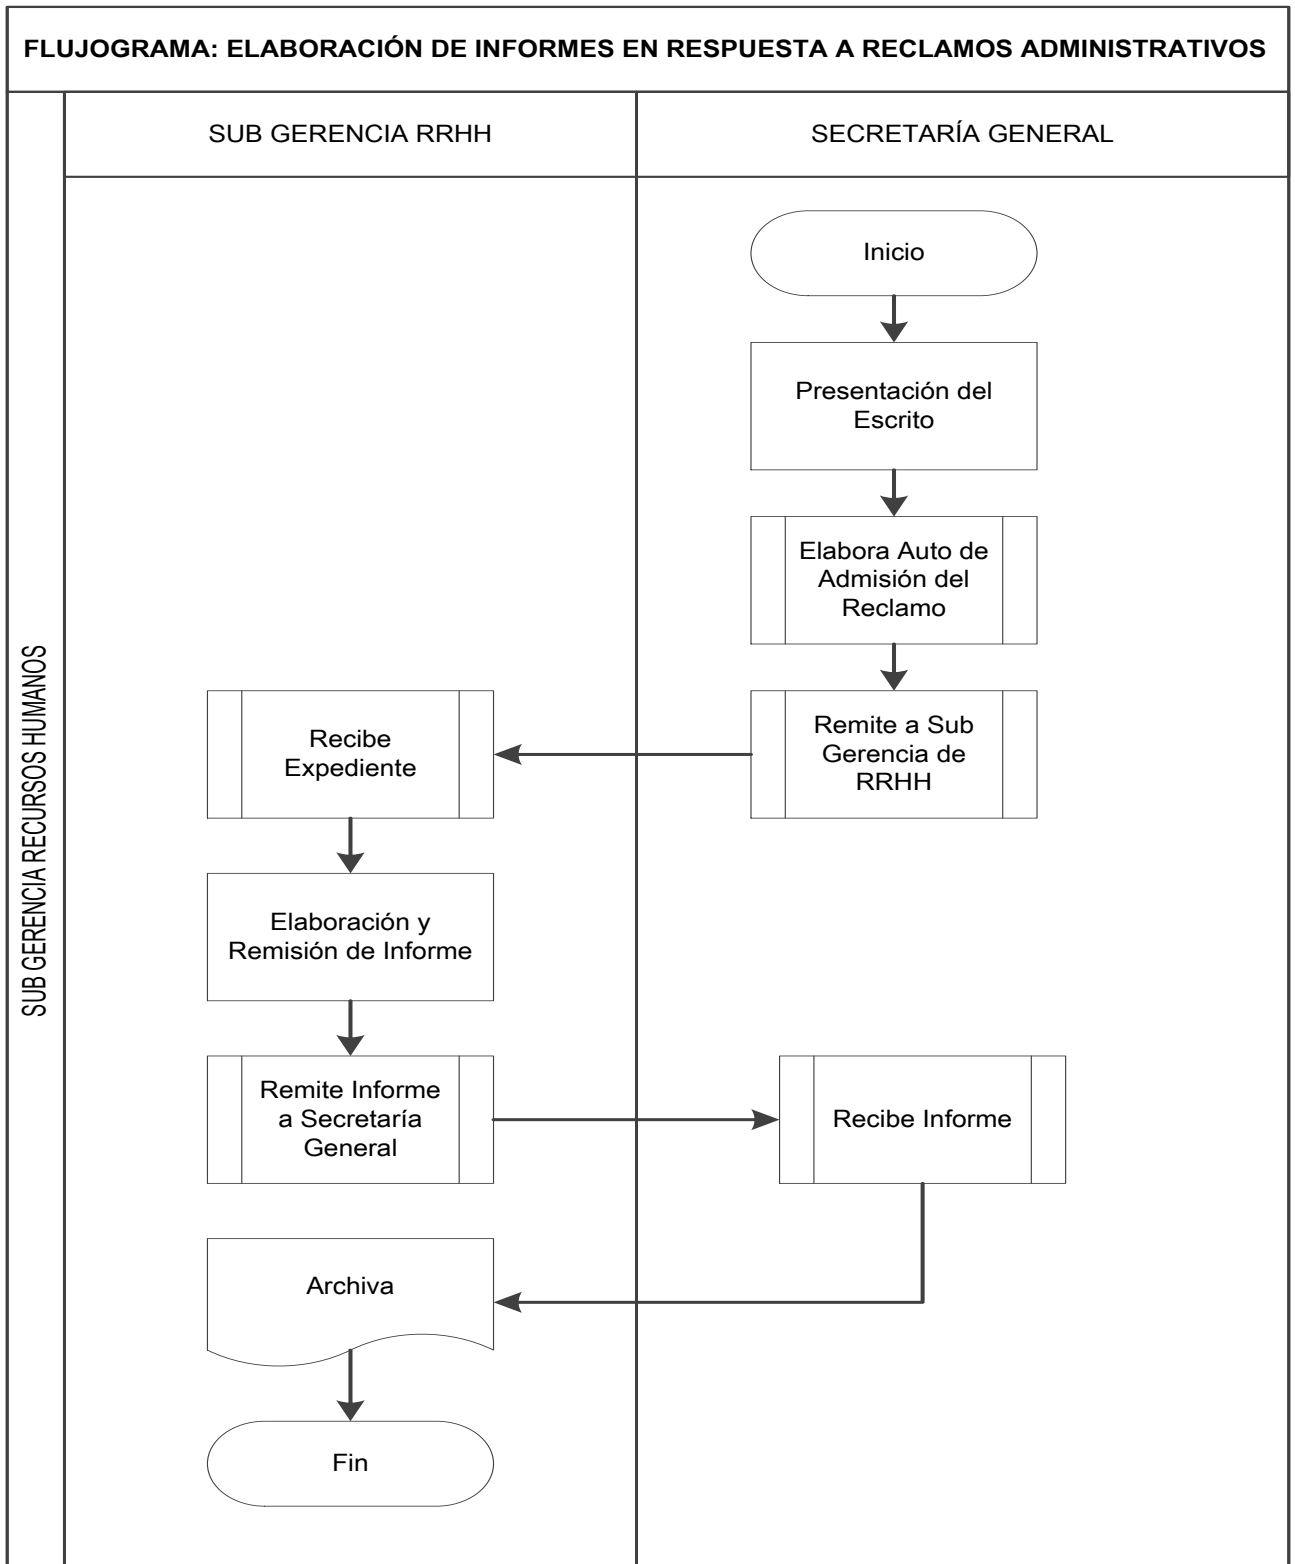 FLUJOGRAMA: ELABORACIÓN DE INFORMES EN RESPUESTA A RECLAMOS ADMINISTRATIVOS
SUB GERENCIA RRHH
SECRETARÍA GENERAL
SUB GERENCIA RECURSOS HUMANOS
Inicio
Presentación del
Escrito
Elabora Auto de
Admisión del
Reclamo
Remite a Sub
Gerencia de
RRHH
Recibe
Expediente
Elaboración y
Remisión de Informe
Remite Informe
a Secretaría
General
Recibe Informe
Archiva
Fin